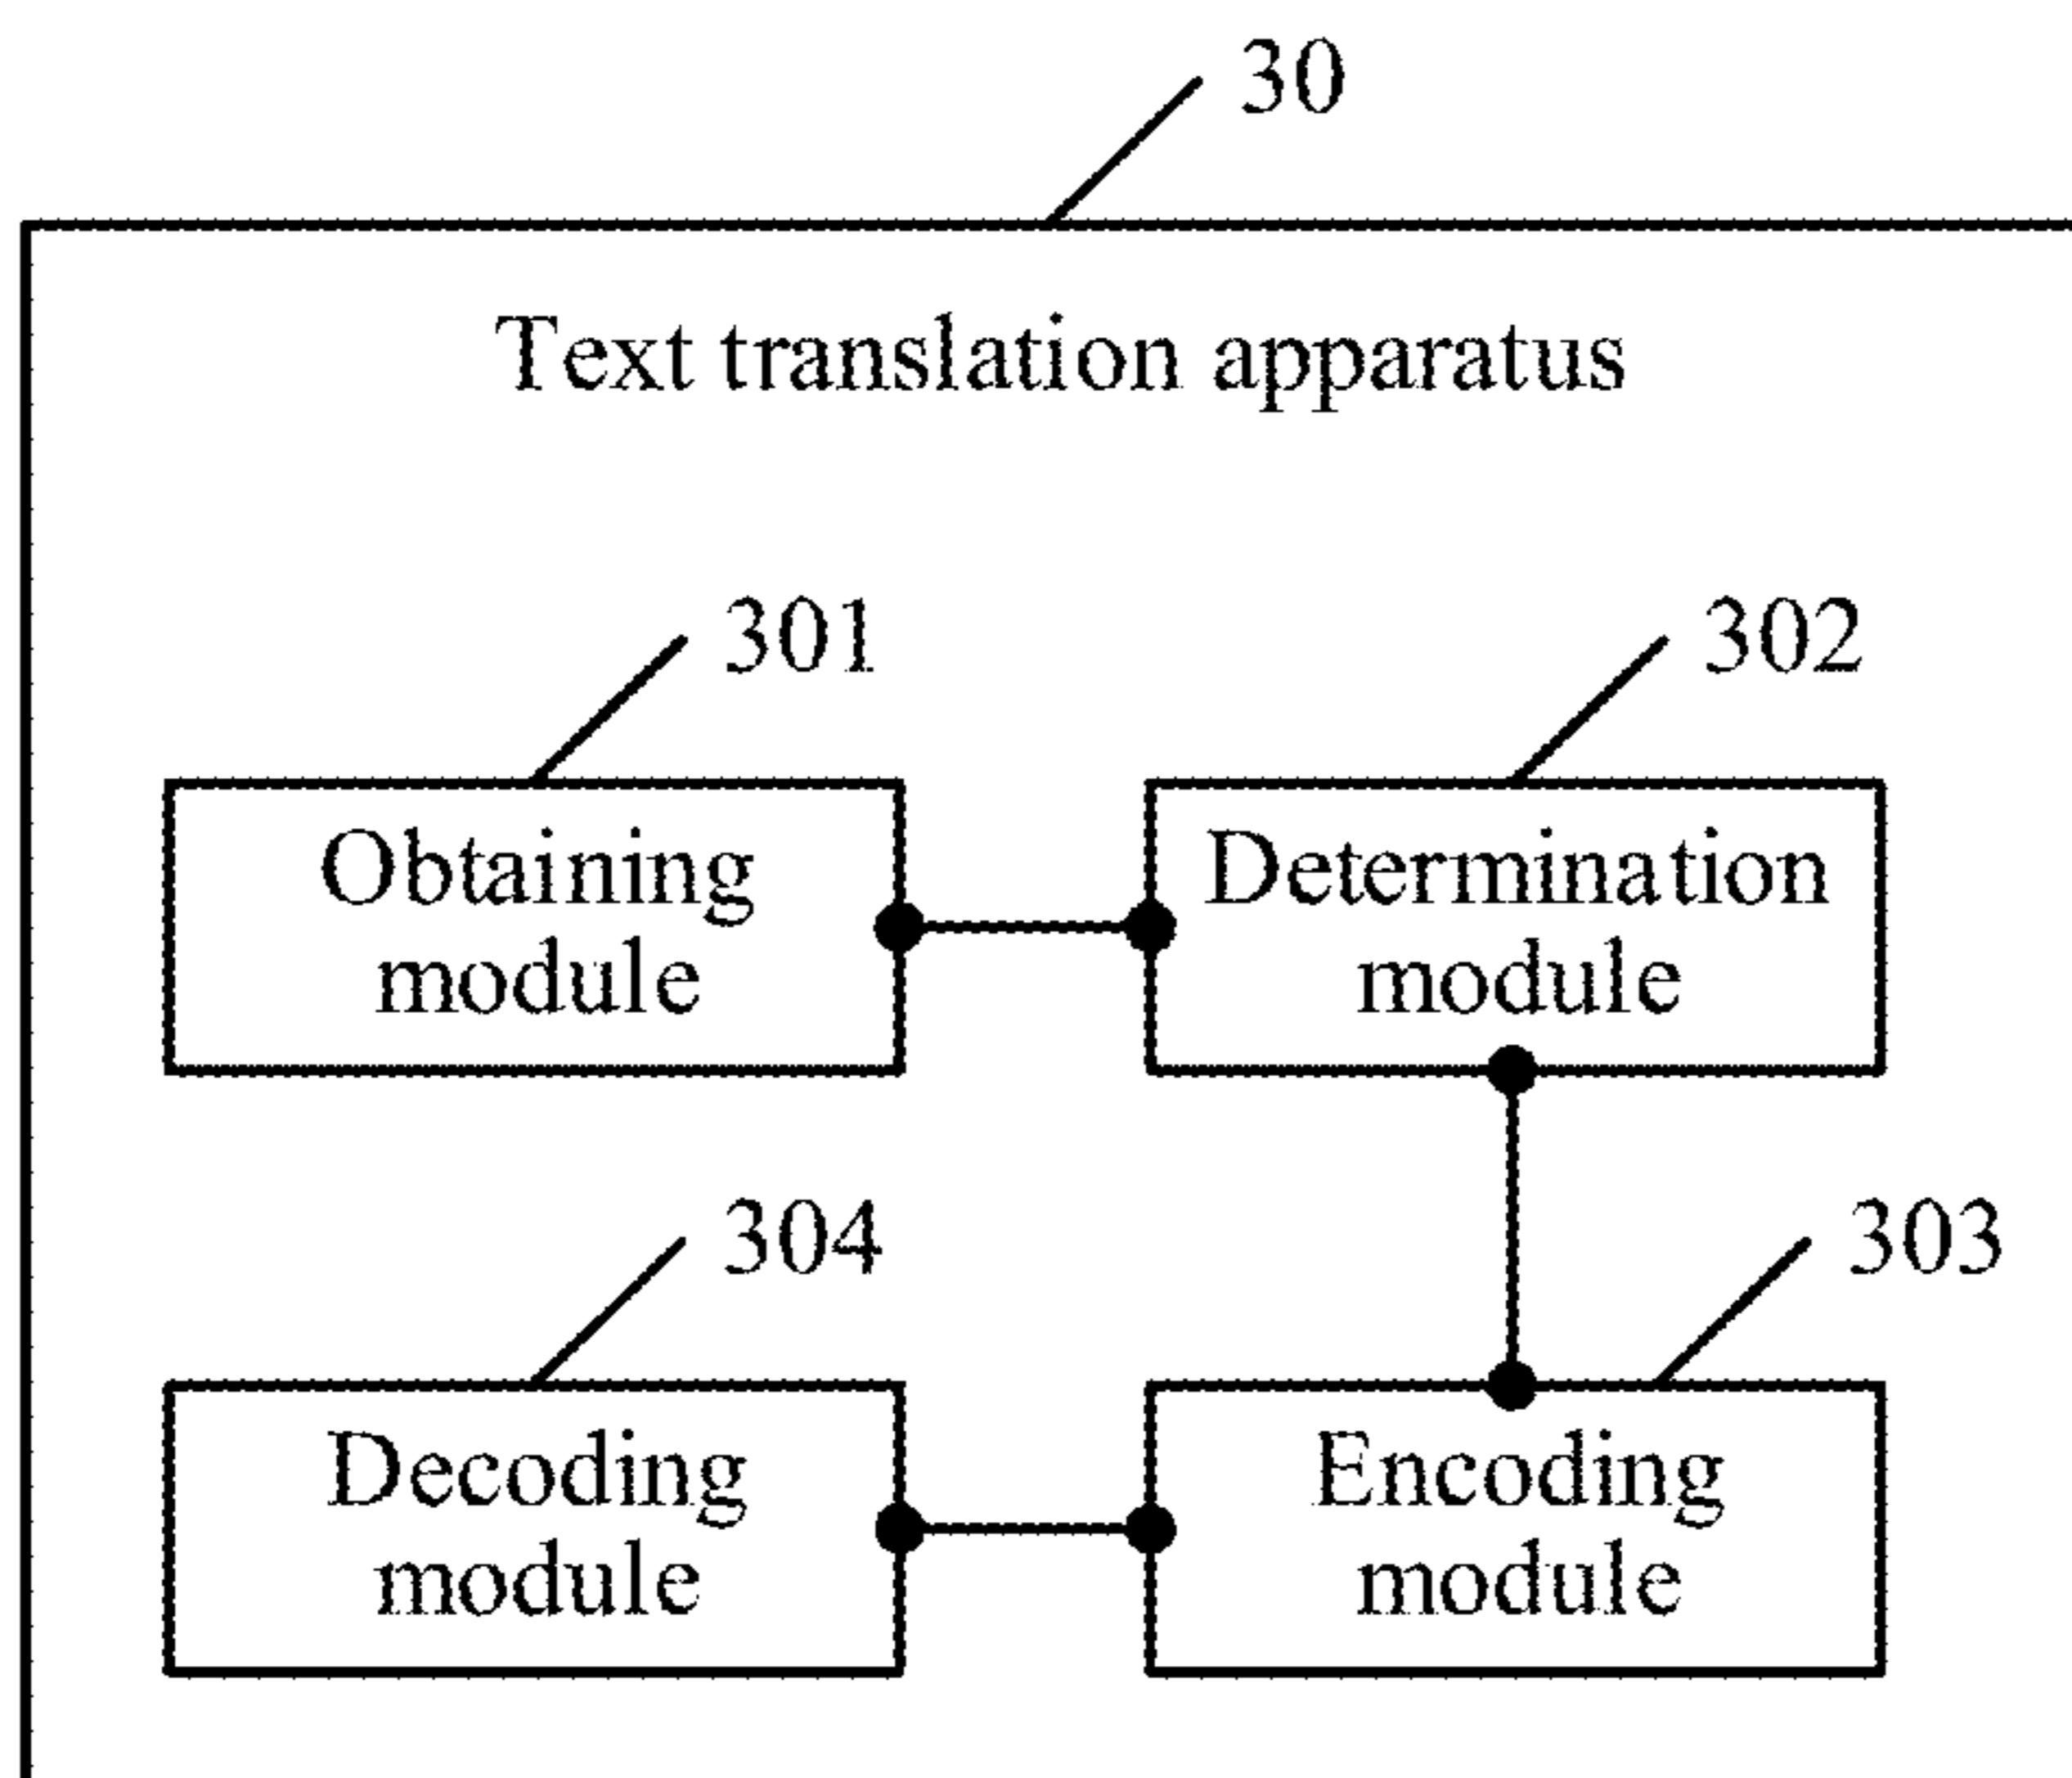 30
Text translation apparatus
301
302
Obtaining
module
Determination
module
304
303
Decoding
module
Encoding
module